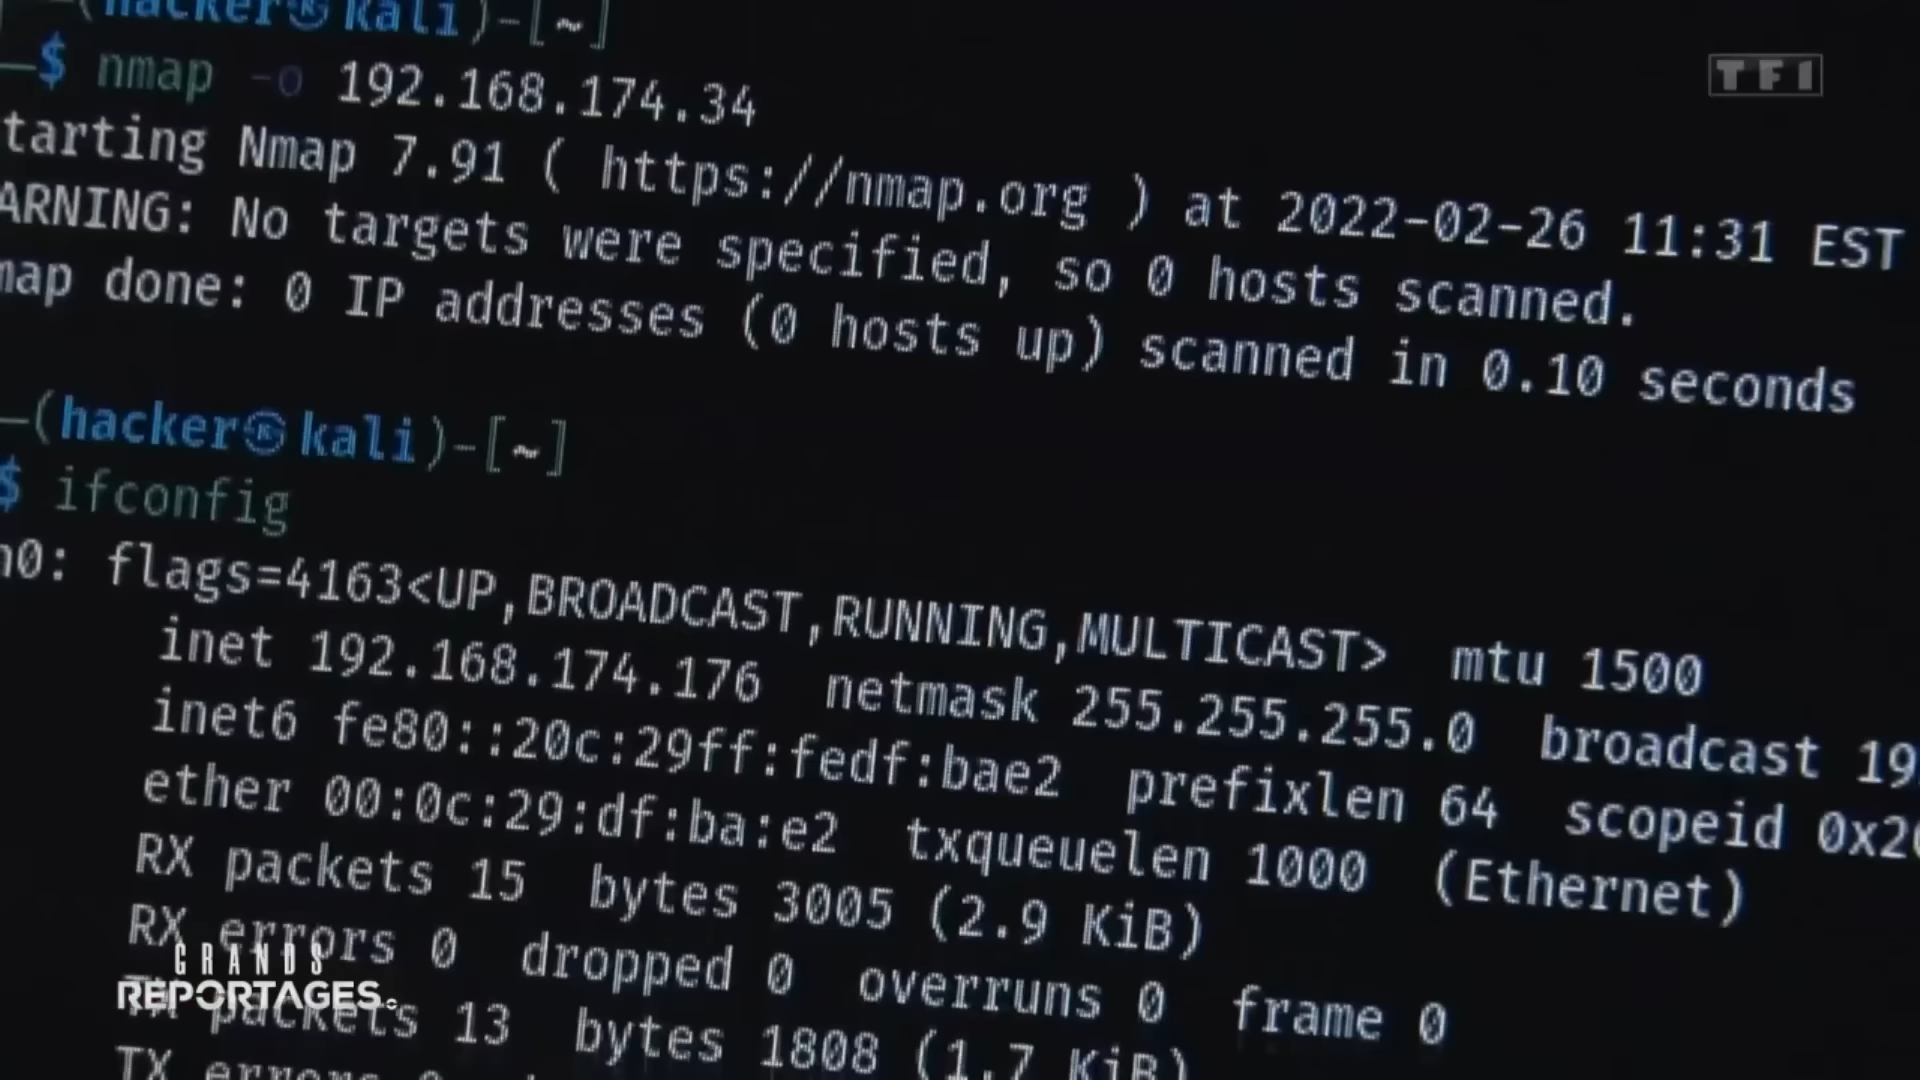 (hacker㉿kali)-[~]
$ nmap -o 192.168.174.34
tarting Nmap 7.91 ( https://nmap.org ) at 2022-02-26 11:31 EST
ARNING: No targets were specified, so 0 hosts scanned.
map done: 0 IP addresses (0 hosts up) scanned in 0.10 seconds
(hacker㉿kali)-[~]
$ ifconfig
h0: flags=4163<UP,BROADCAST,RUNNING,MULTICAST> mtu 1500
inet 192.168.174.176 netmask 255.255.255.0 broadcast 19
inet6 fe80::20c:29ff:fedf:bae2 prefixlen 64 scopeid 0x20
ether 00:0c:29:df:ba:e2 txqueuelen 1000 (Ethernet)
RX packets 15 bytes 3005 (2.9 KiB)
RX errors 0 dropped 0 overruns 0 frame 0
TX packets 13 bytes 1808 (1.7 KiB)
TX errors 0
TF1
GRANDS
REPORTAGES